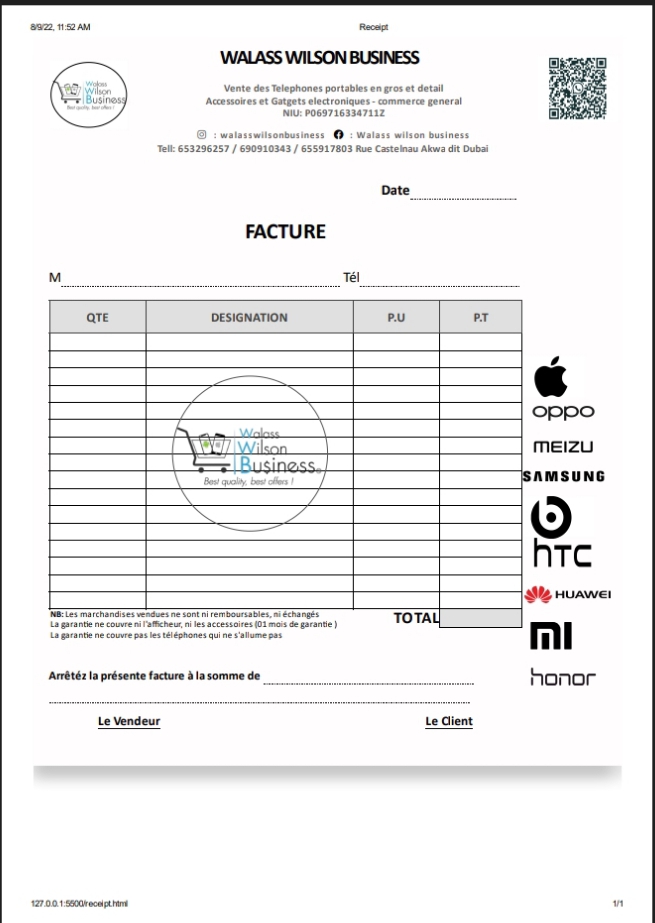 8/9/22, 11:52 AM Receipt
WALASS WILSON BUSINESS
Walass
Wilson
Business
Best quality, best offers !
Vente des Telephones portables en gros et detail
Accessoires et Gatgets electroniques - commerce general
NIU: P069716334711Z
: walasswilsonbusiness : Walass wilson business
Tell: 653296257 / 690910343 / 655917803 Rue Castelnau Akwa dit Dubai
Date
FACTURE
M Tél
QTE DESIGNATION P.U P.T
Walass
Wilson
Business
Best quality, best offers !
oppo
MEIZU
SAMSUNG
b
hTC
HUAWEI
MI
honor
NB: Les marchandises vendues ne sont ni remboursables, ni échangés
La garantie ne couvre ni l'afficheur, ni les accessoires (01 mois de garantie )
La garantie ne couvre pas les téléphones qui ne s'allume pas
TOTAL
Arrêtéz la présente facture à la somme de
Le Vendeur Le Client
127.0.0.1:5500/receipt.html 1/1